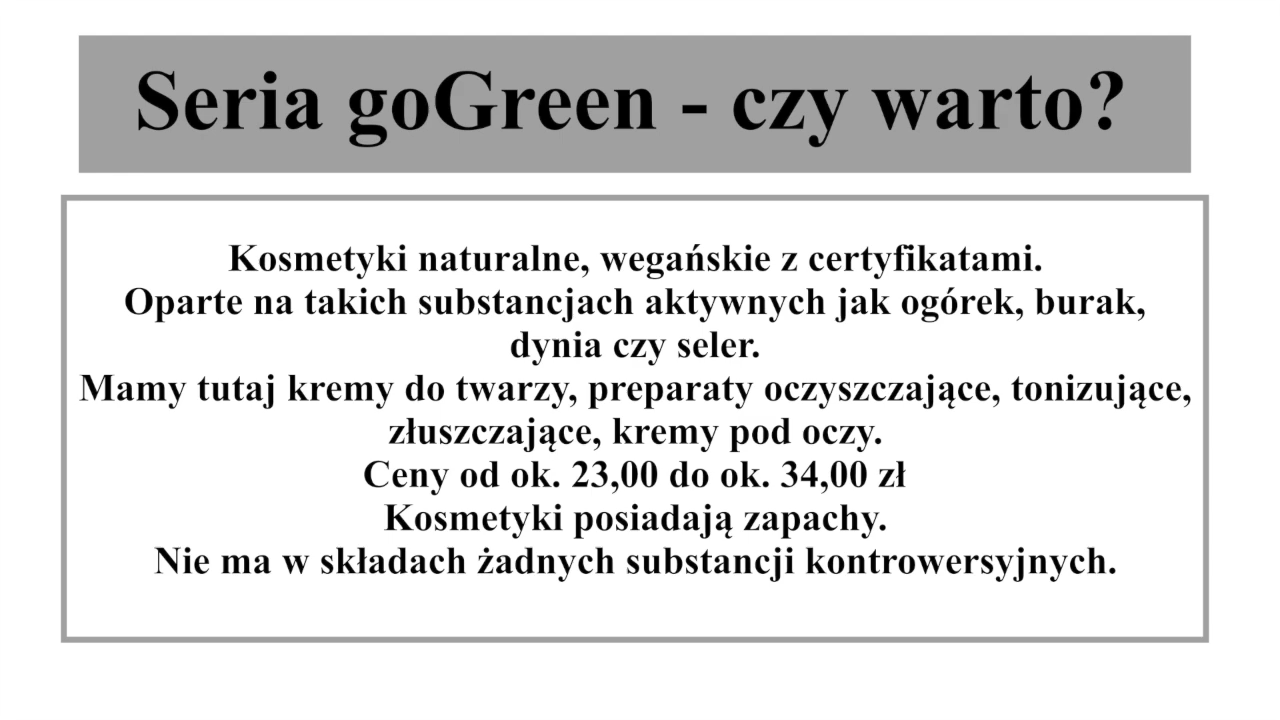 Seria goGreen - czy warto?
Kosmetyki naturalne, wegańskie z certyfikatami.
Oparte na takich substancjach aktywnych jak ogórek, burak,
dynia czy seler.
Mamy tutaj kremy do twarzy, preparaty oczyszczające, tonizujące,
złuszczające, kremy pod oczy.
Ceny od ok. 23,00 do ok. 34,00 zł
Kosmetyki posiadają zapachy.
Nie ma w składach żadnych substancji kontrowersyjnych.